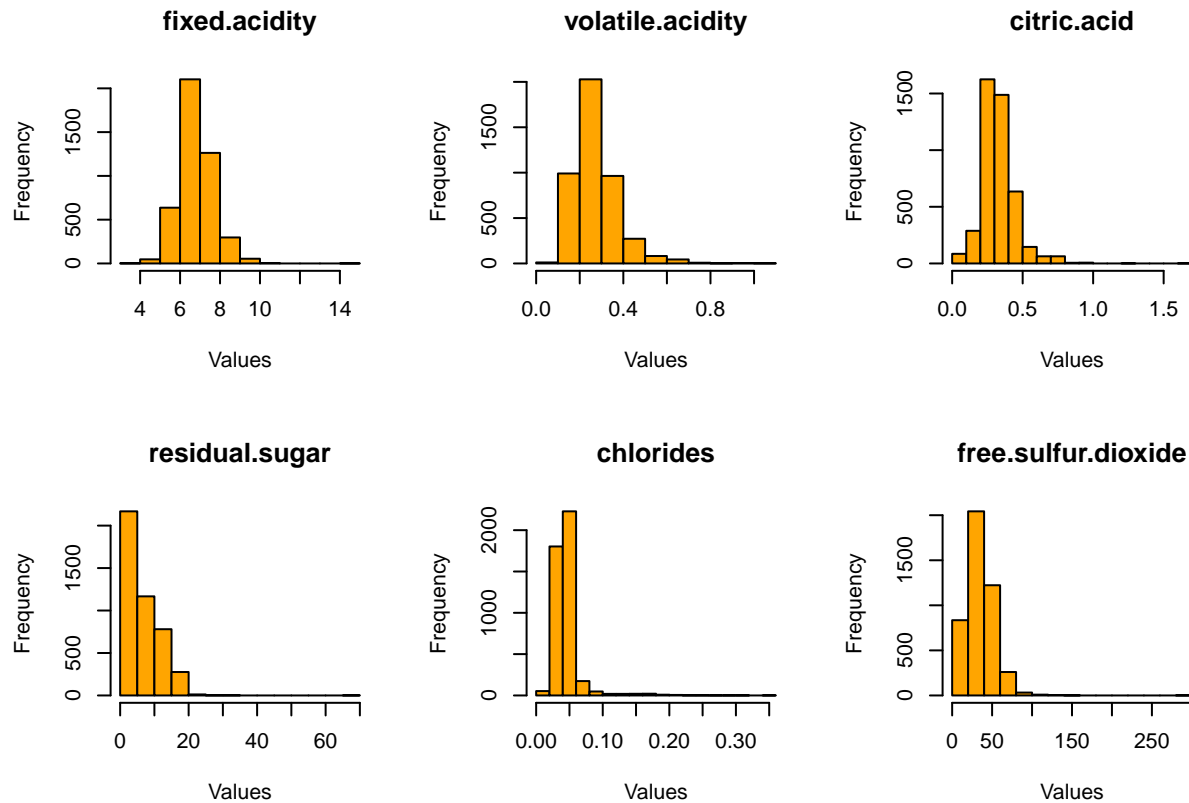 fixed.acidity
Frequency
0
500
1500
4
6
8
10
14
Values
volatile.acidity
Frequency
0
500
1500
0.0
0.4
0.8
Values
citric.acid
Frequency
0
500
1500
0.0
0.5
1.0
1.5
Values
residual.sugar
Frequency
0
500
1500
0
20
40
60
Values
chlorides
Frequency
0
1000
2000
0.00
0.10
0.20
0.30
Values
free.sulfur.dioxide
Frequency
0
500
1500
0
50
150
250
Values